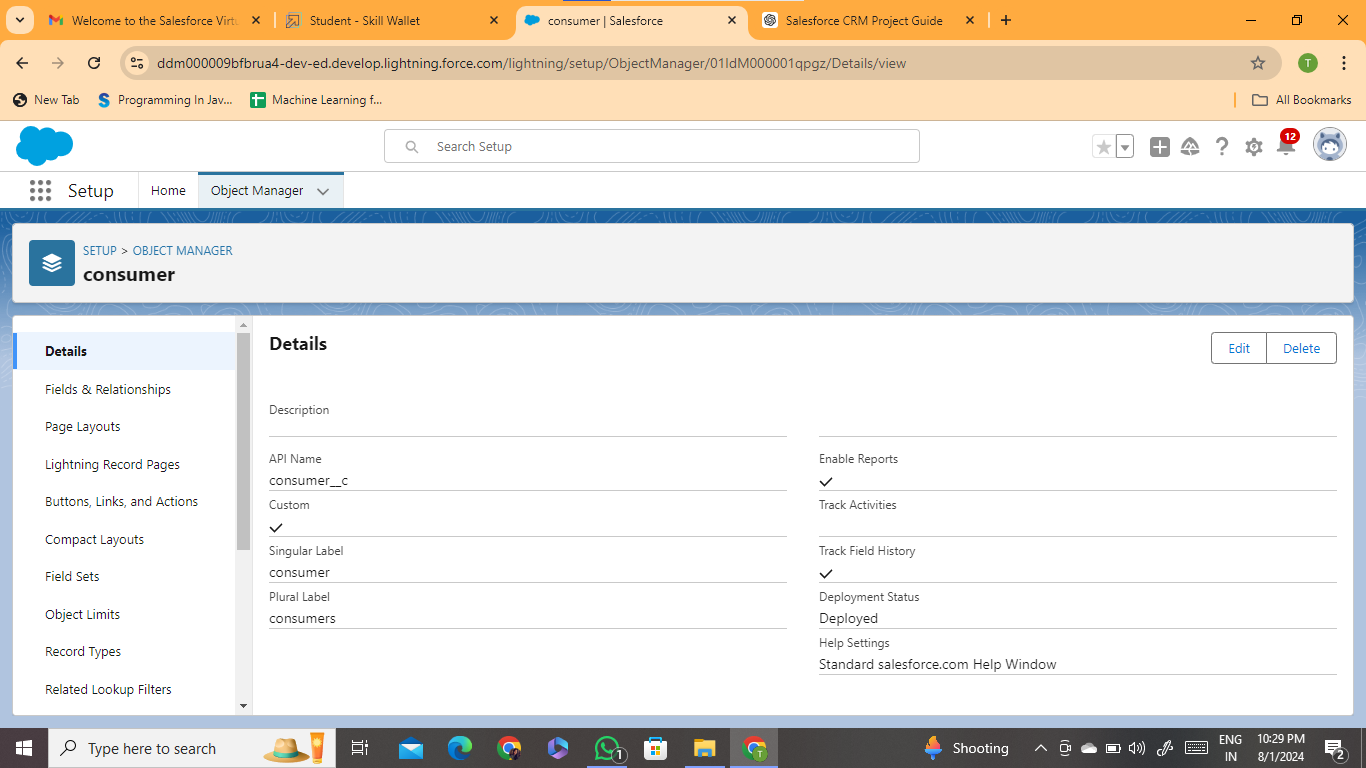 Welcome to the Salesforce Virtu
Student - Skill Wallet
consumer | Salesforce
Salesforce CRM Project Guide
ddm000009bfbrua4-dev-ed.develop.lightning.force.com/lightning/setup/ObjectManager/01IdM000001qpgz/Details/view
T
New Tab
Programming In Jav...
Machine Learning f...
All Bookmarks
Search Setup
12
Setup
Home
Object Manager
SETUP > OBJECT MANAGER
consumer
Details
Fields & Relationships
Page Layouts
Lightning Record Pages
Buttons, Links, and Actions
Compact Layouts
Field Sets
Object Limits
Record Types
Related Lookup Filters
Details
Edit
Delete
Description
API Name
consumer__c
Custom
Singular Label
consumer
Plural Label
consumers
Enable Reports
Track Activities
Track Field History
Deployment Status
Deployed
Help Settings
Standard salesforce.com Help Window
Type here to search
1
T
Shooting
ENG
IN
10:29 PM
8/1/2024
2